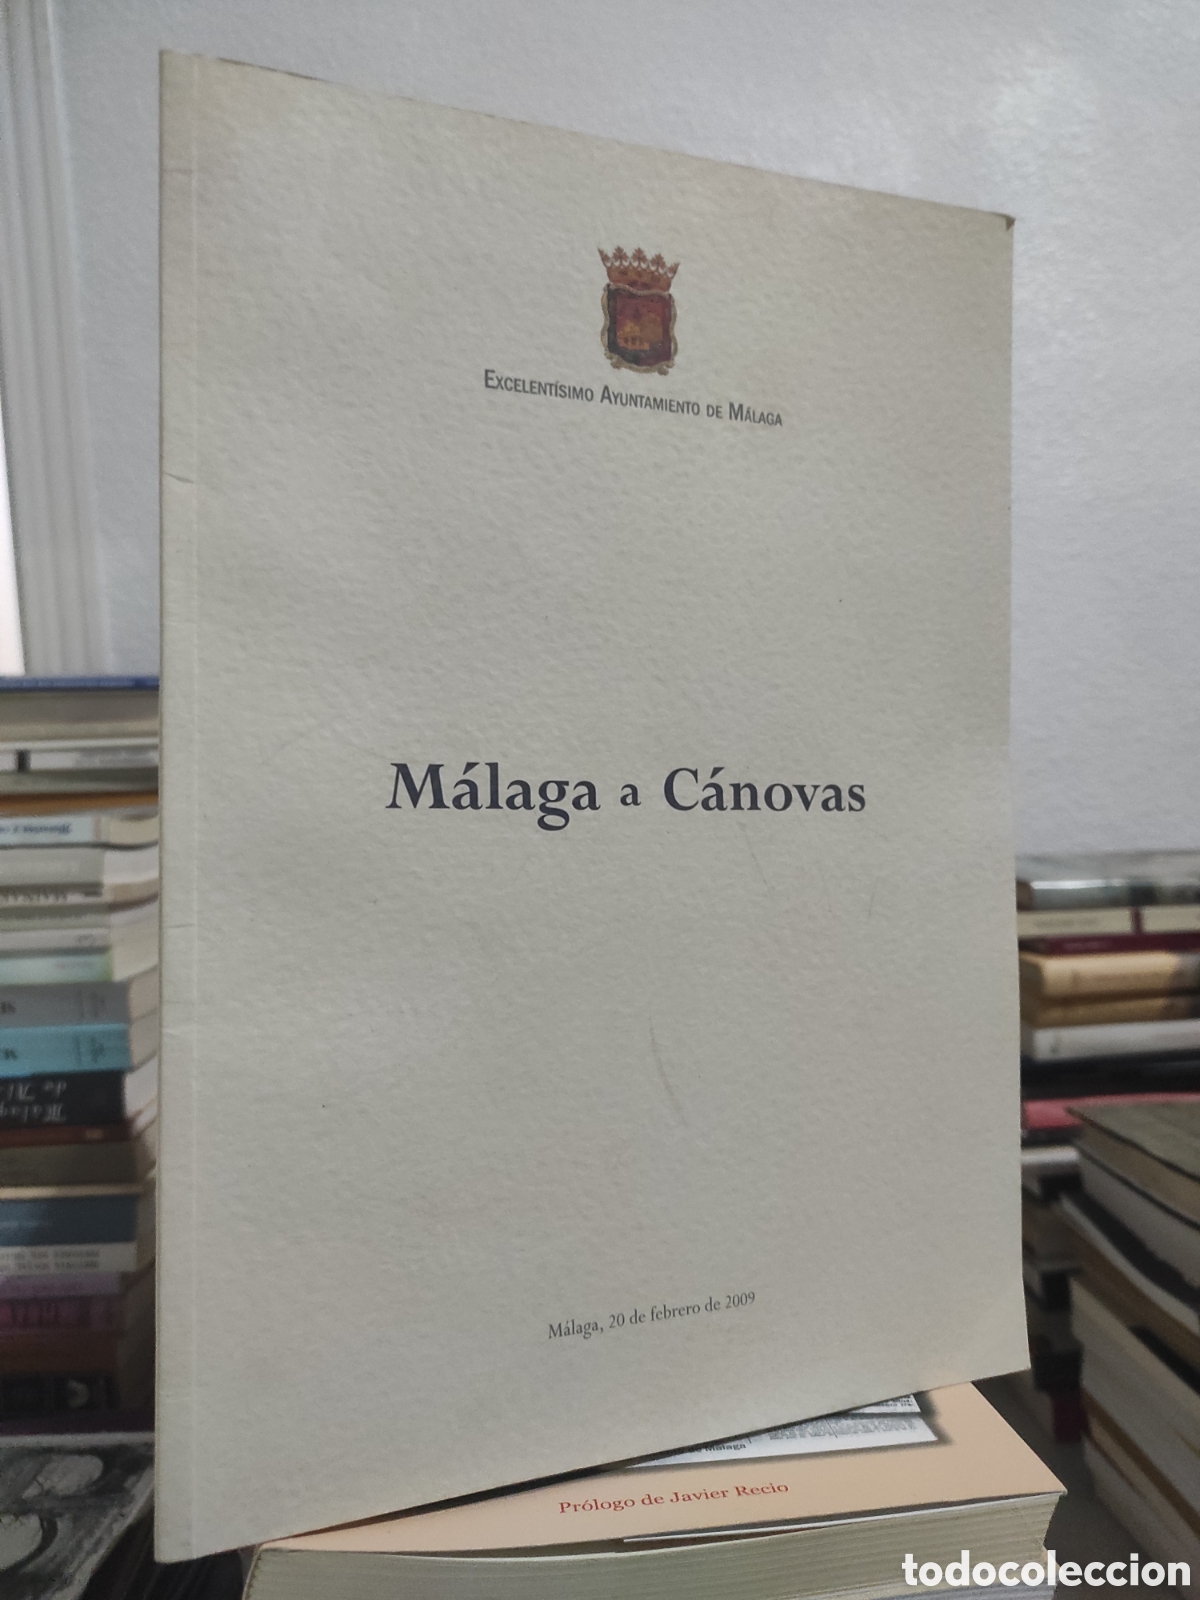 Excelentísimo Ayuntamiento de Málaga
Málaga a Cánovas
Málaga, 20 de febrero de 2009
Prólogo de Javier Recio
todocoleccion